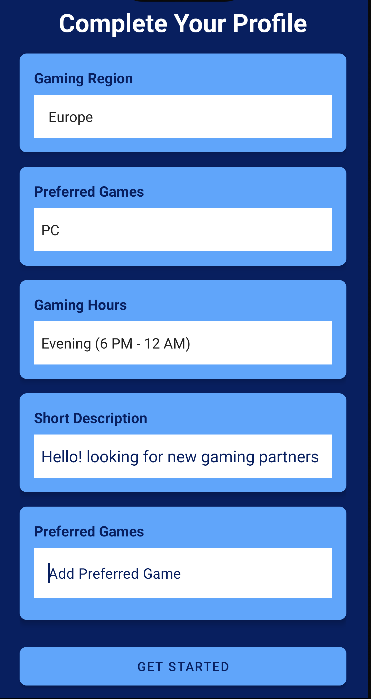 Complete Your Profile
Gaming Region
Europe
Preferred Games
PC
Gaming Hours
Evening (6 PM - 12 AM)
Short Description
Hello! looking for new gaming partners
Preferred Games
Add Preferred Game
GET STARTED